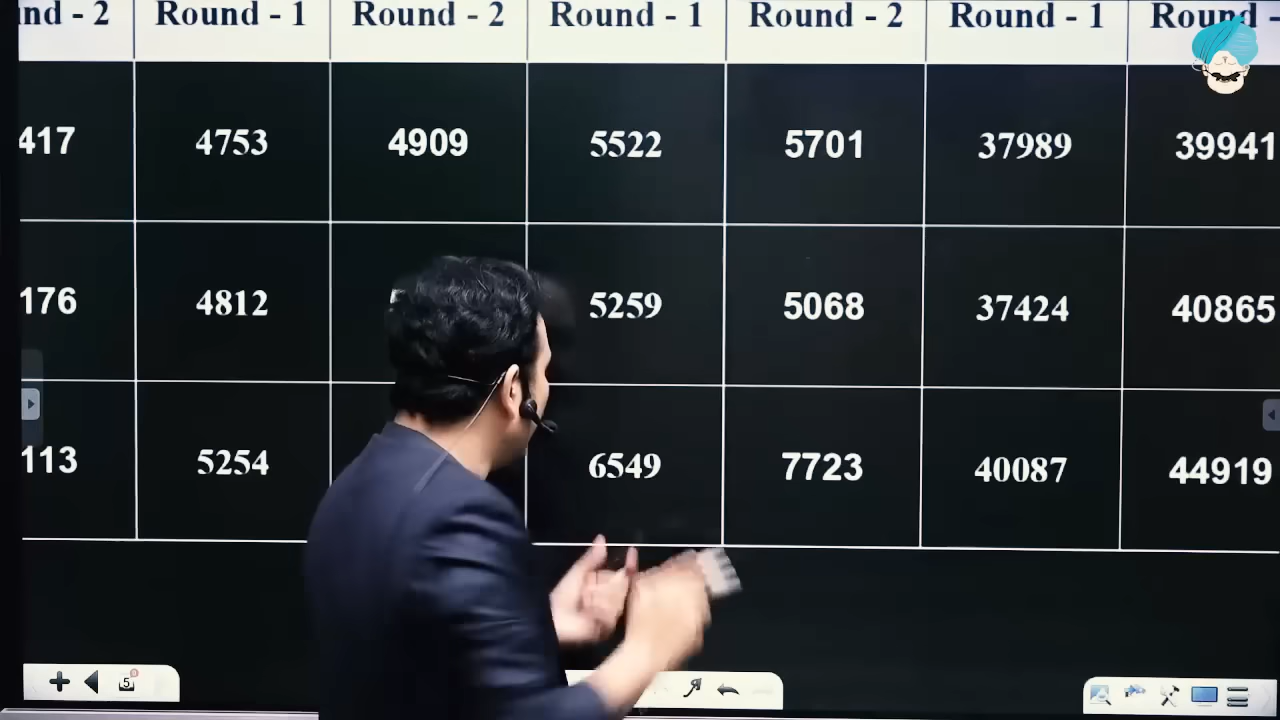 nd - 2 Round - 1 Round - 2 Round - 1 Round - 2 Round - 1 Round -
417 4753 4909 5522 5701 37989 39941
176 4812 5259 5068 37424 40865
113 5254 6549 7723 40087 44919
5